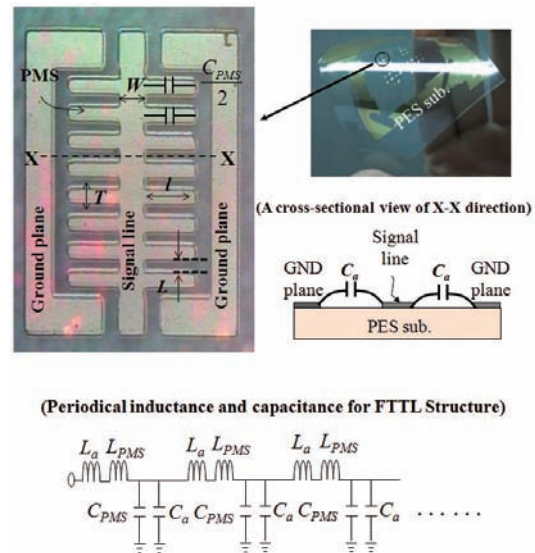 L
PMS
W
C_PMS
2
X
X
T
l
L
Ground plane
Signal line
Ground plane
PES sub.
(A cross-sectional view of X-X direction)
Signal
line
GND
plane
C_a
C_a
GND
plane
PES sub.
(Periodical inductance and capacitance for FTTL Structure)
L_a L_PMS L_a L_PMS L_a L_PMS
C_PMS C_a C_PMS C_a C_PMS C_a . . . . . .